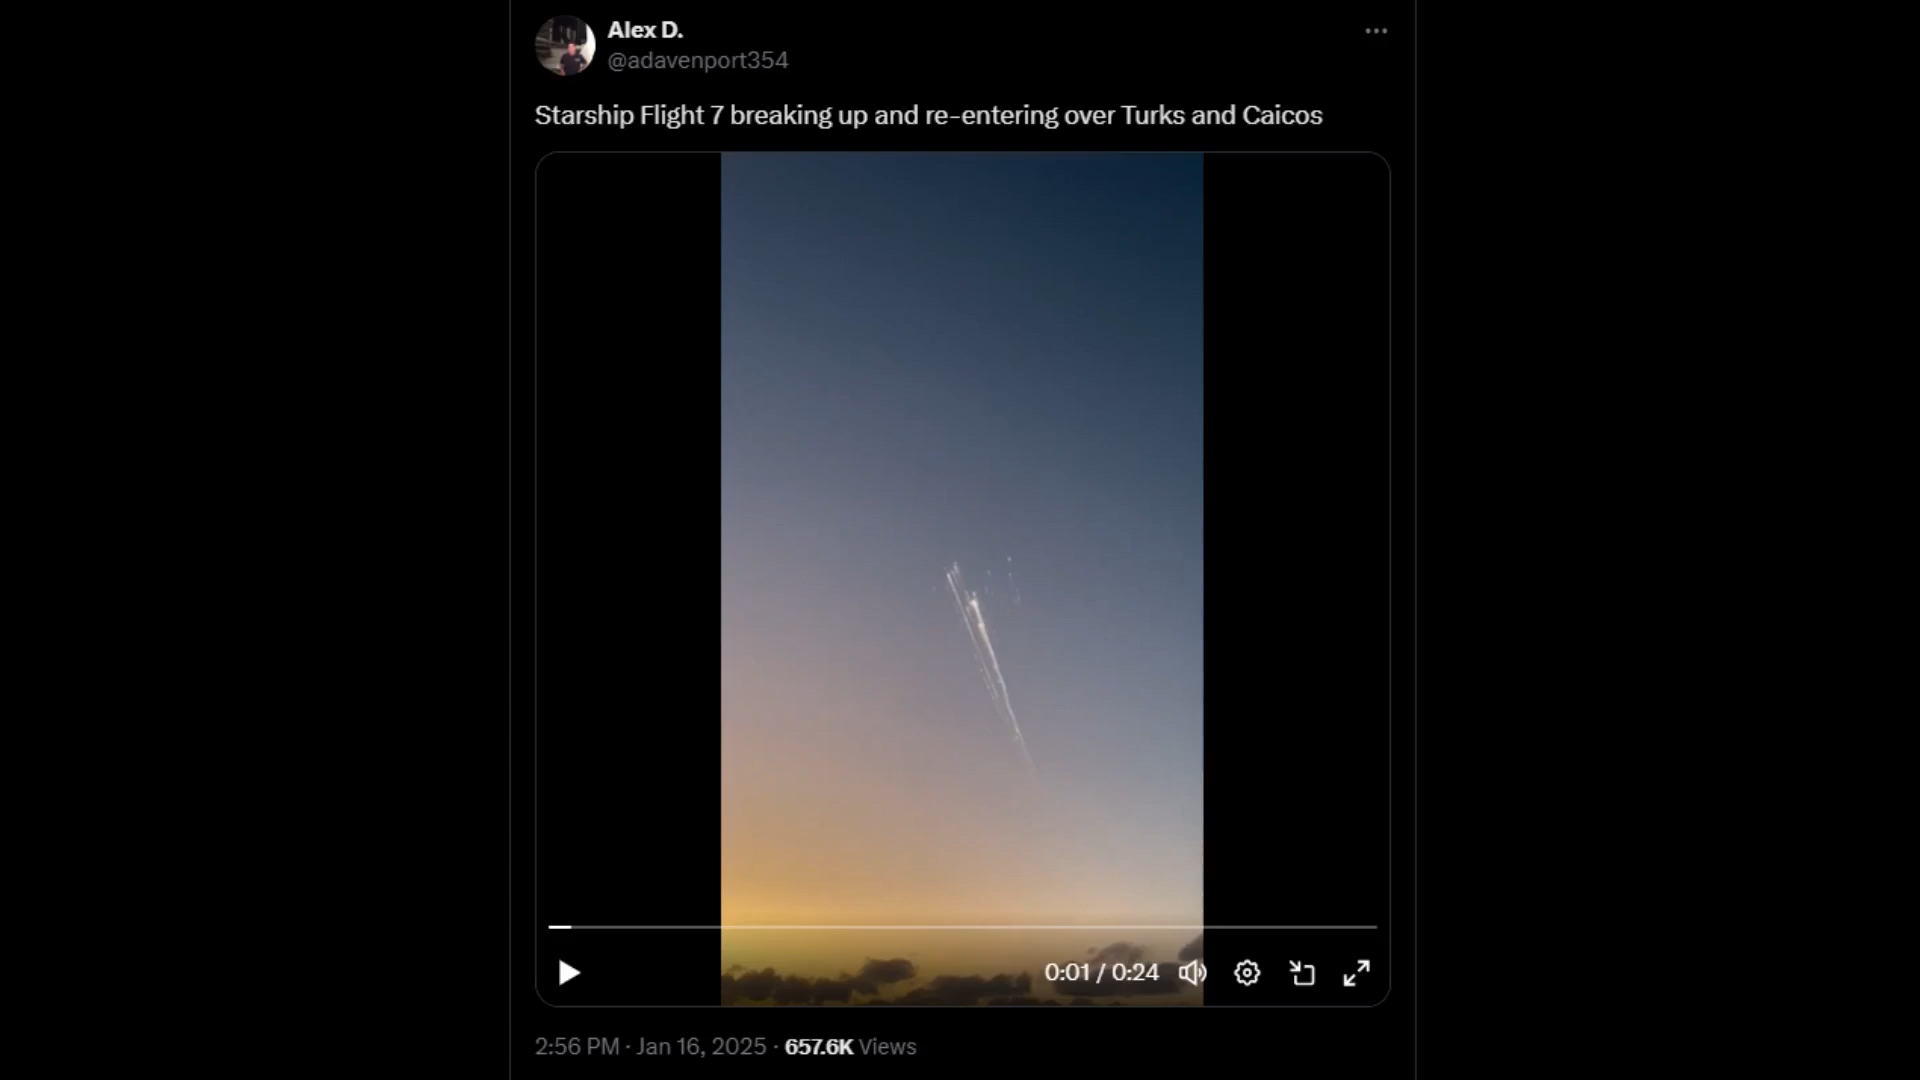 Alex D.
@adavenport354
Starship Flight 7 breaking up and re-entering over Turks and Caicos
0:01 / 0:24
2:56 PM · Jan 16, 2025 · 657.6K Views